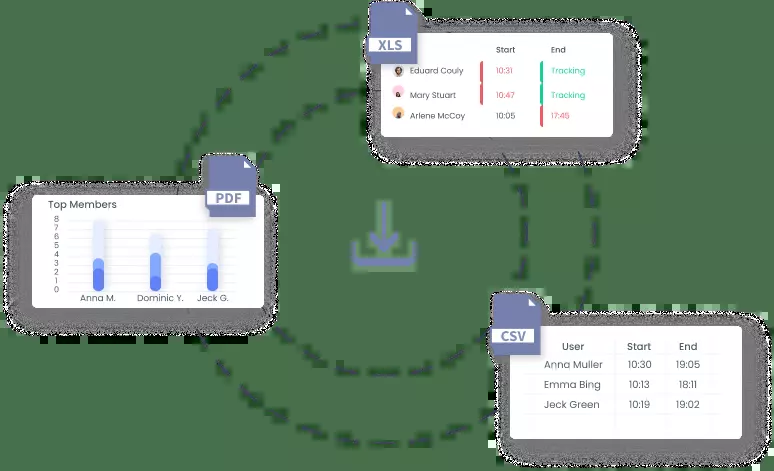 XLS
Start End
Eduard Couly 10:31 Tracking
Mary Stuart 10:47 Tracking
Arlene McCoy 10:05 17:45
PDF
Top Members
8
7
6
5
4
3
2
1
0
Anna M. Dominic Y. Jeck G.
CSV
User Start End
Anna Muller 10:30 19:05
Emma Bing 10:13 18:11
Jeck Green 10:19 19:02